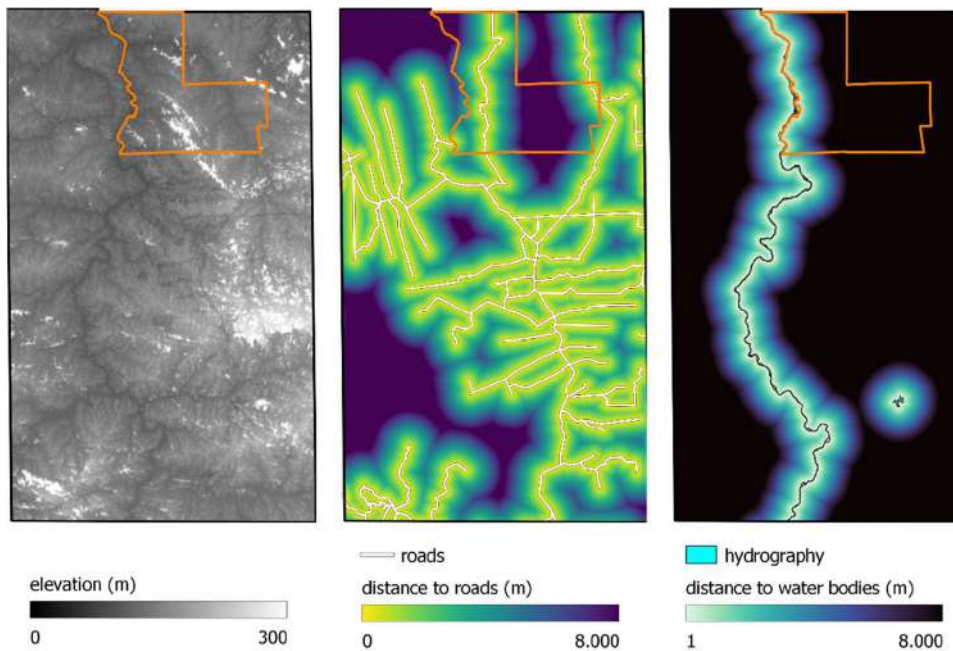 elevation (m)
0 300
roads
distance to roads (m)
0 8.000
hydrography
distance to water bodies (m)
1 8.000